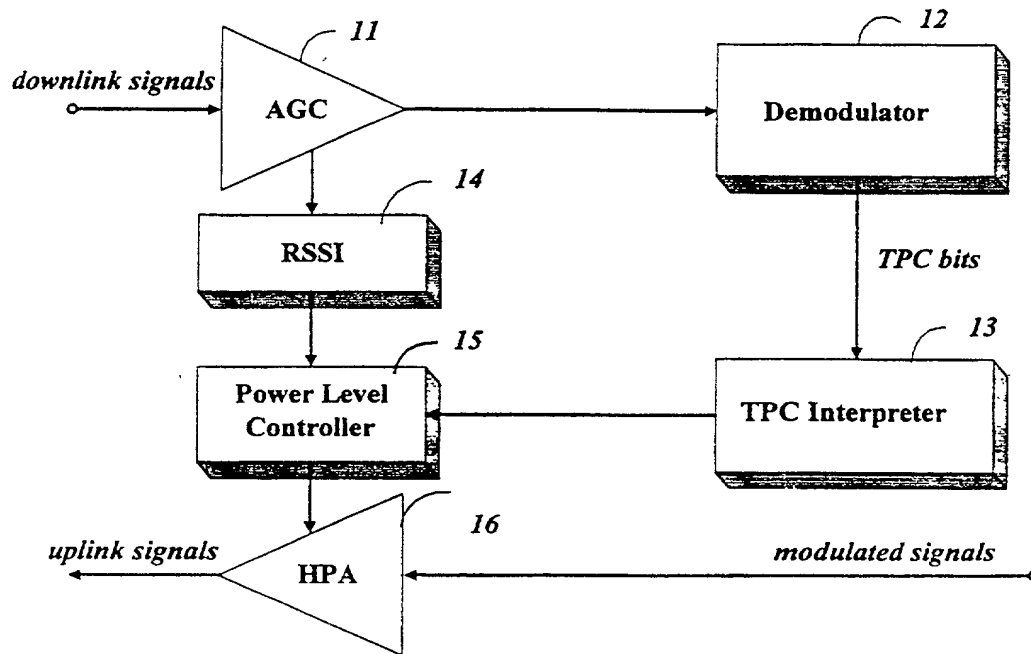 11
12
downlink signals
AGC
Demodulator
14
RSSI
TPC bits
15
13
Power Level
Controller
TPC Interpreter
16
uplink signals
HPA
modulated signals